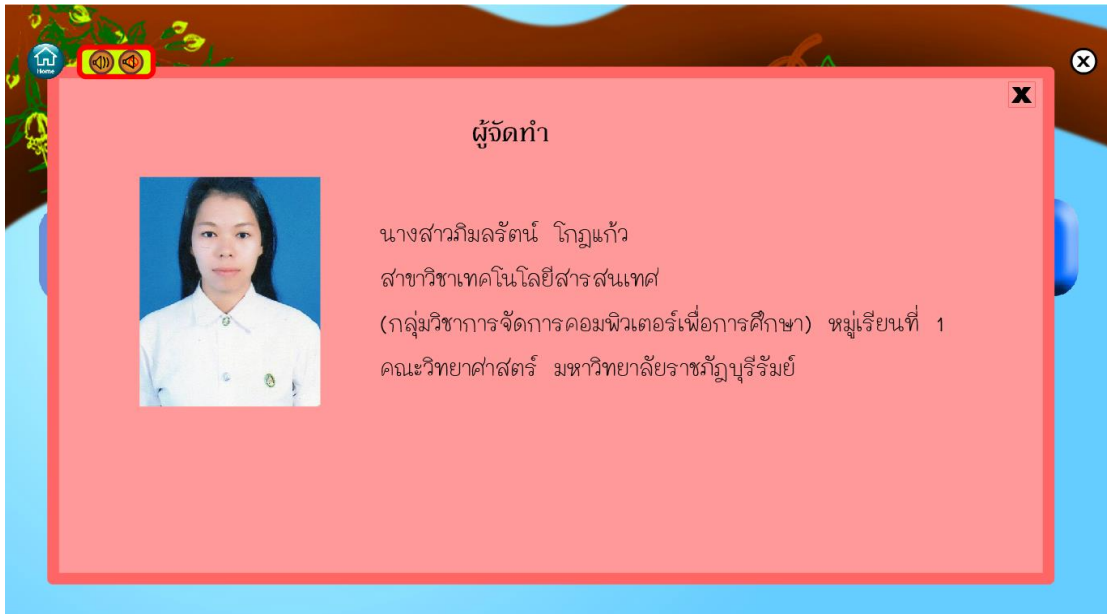 Home
X
X
ผู้จัดทำ
นางสาวภิมลรัตน์ โกฎแก้ว
สาขาวิชาเทคโนโลยีสารสนเทศ
(กลุ่มวิชาการจัดการคอมพิวเตอร์เพื่อการศึกษา) หมู่เรียนที่ 1
คณะวิทยาศาสตร์ มหาวิทยาลัยราชภัฏบุรีรัมย์